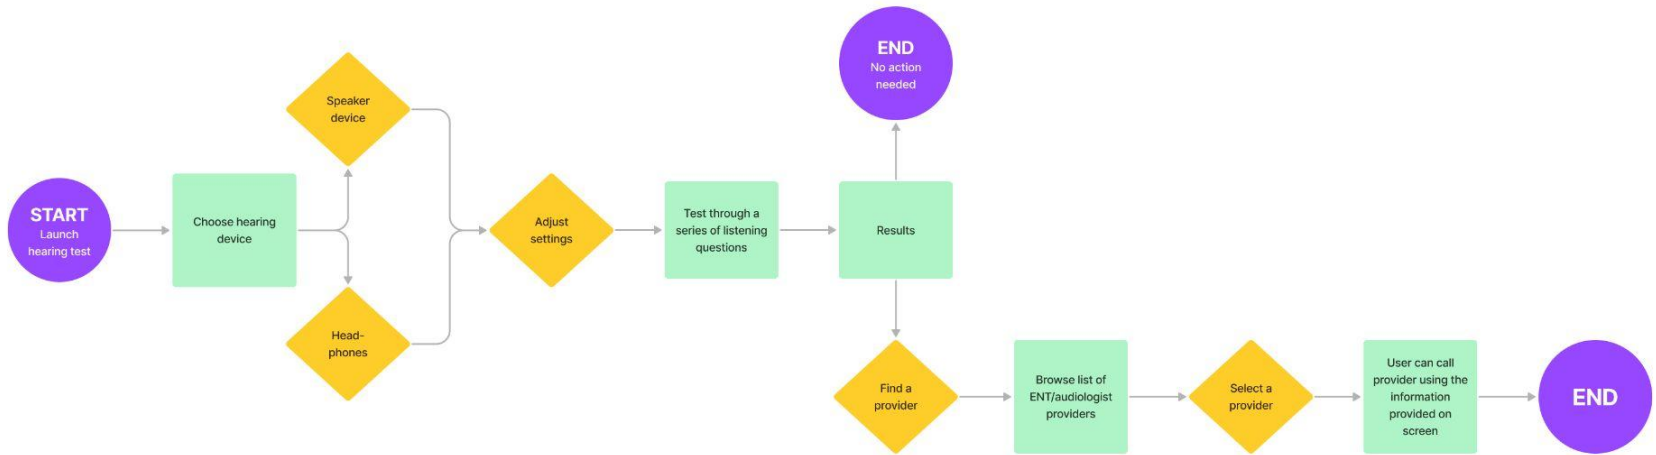 START
Launch
hearing test
Choose hearing
device
Speaker
device
Head-
phones
Adjust
settings
Test through a
series of listening
questions
Results
END
No action
needed
Find a
provider
Browse list of
ENT/audiologist
providers
Select a
provider
User can call
provider using the
information
provided on
screen
END